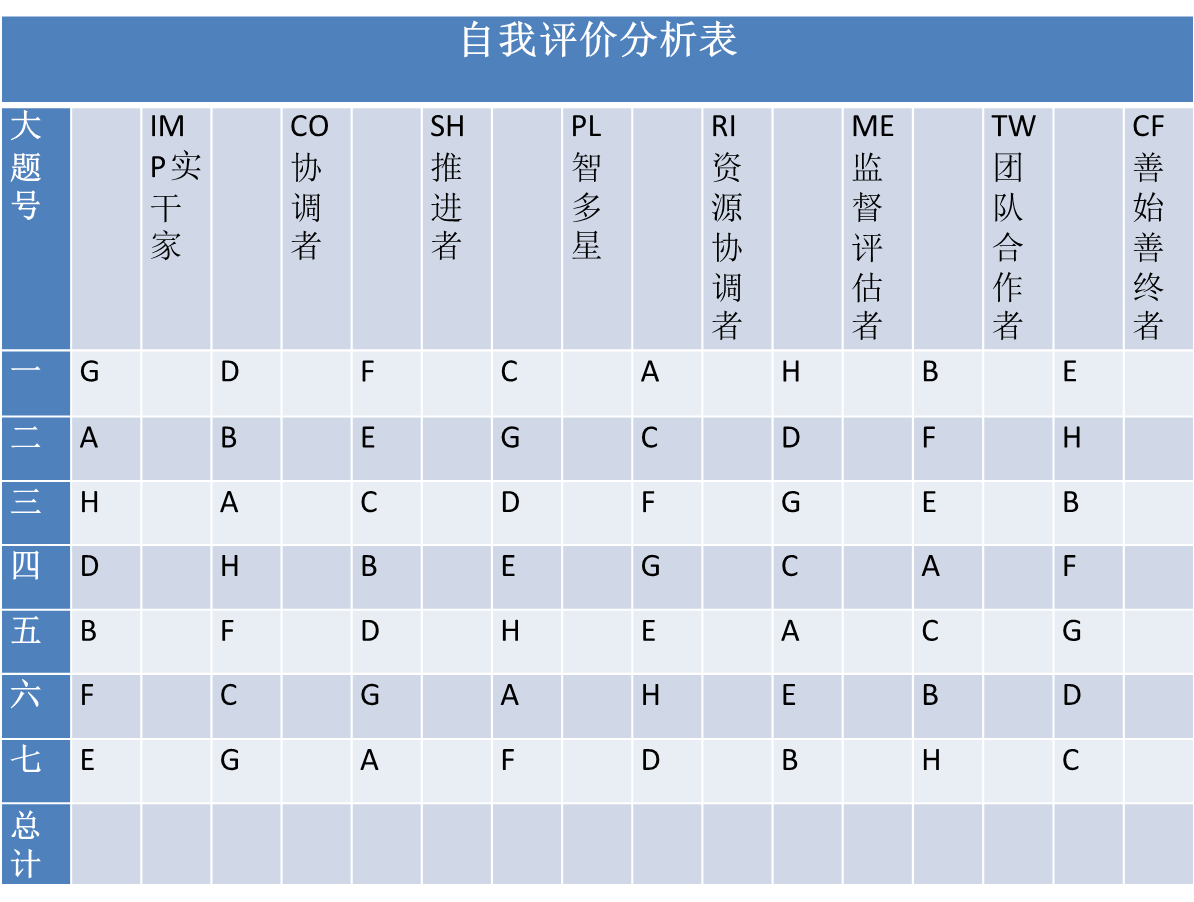 自我评价分析表
大题号 IMP实干家 CO协调者 SH推进者 PL智多星 RI资源协调者 ME监督评估者 TW团队合作者 CF善始善终者
一 G D F C A H B E
二 A B E G C D F H
三 H A C D F G E B
四 D H B E G C A F
五 B F D H E A C G
六 F C G A H E B D
七 E G A F D B H C
总计